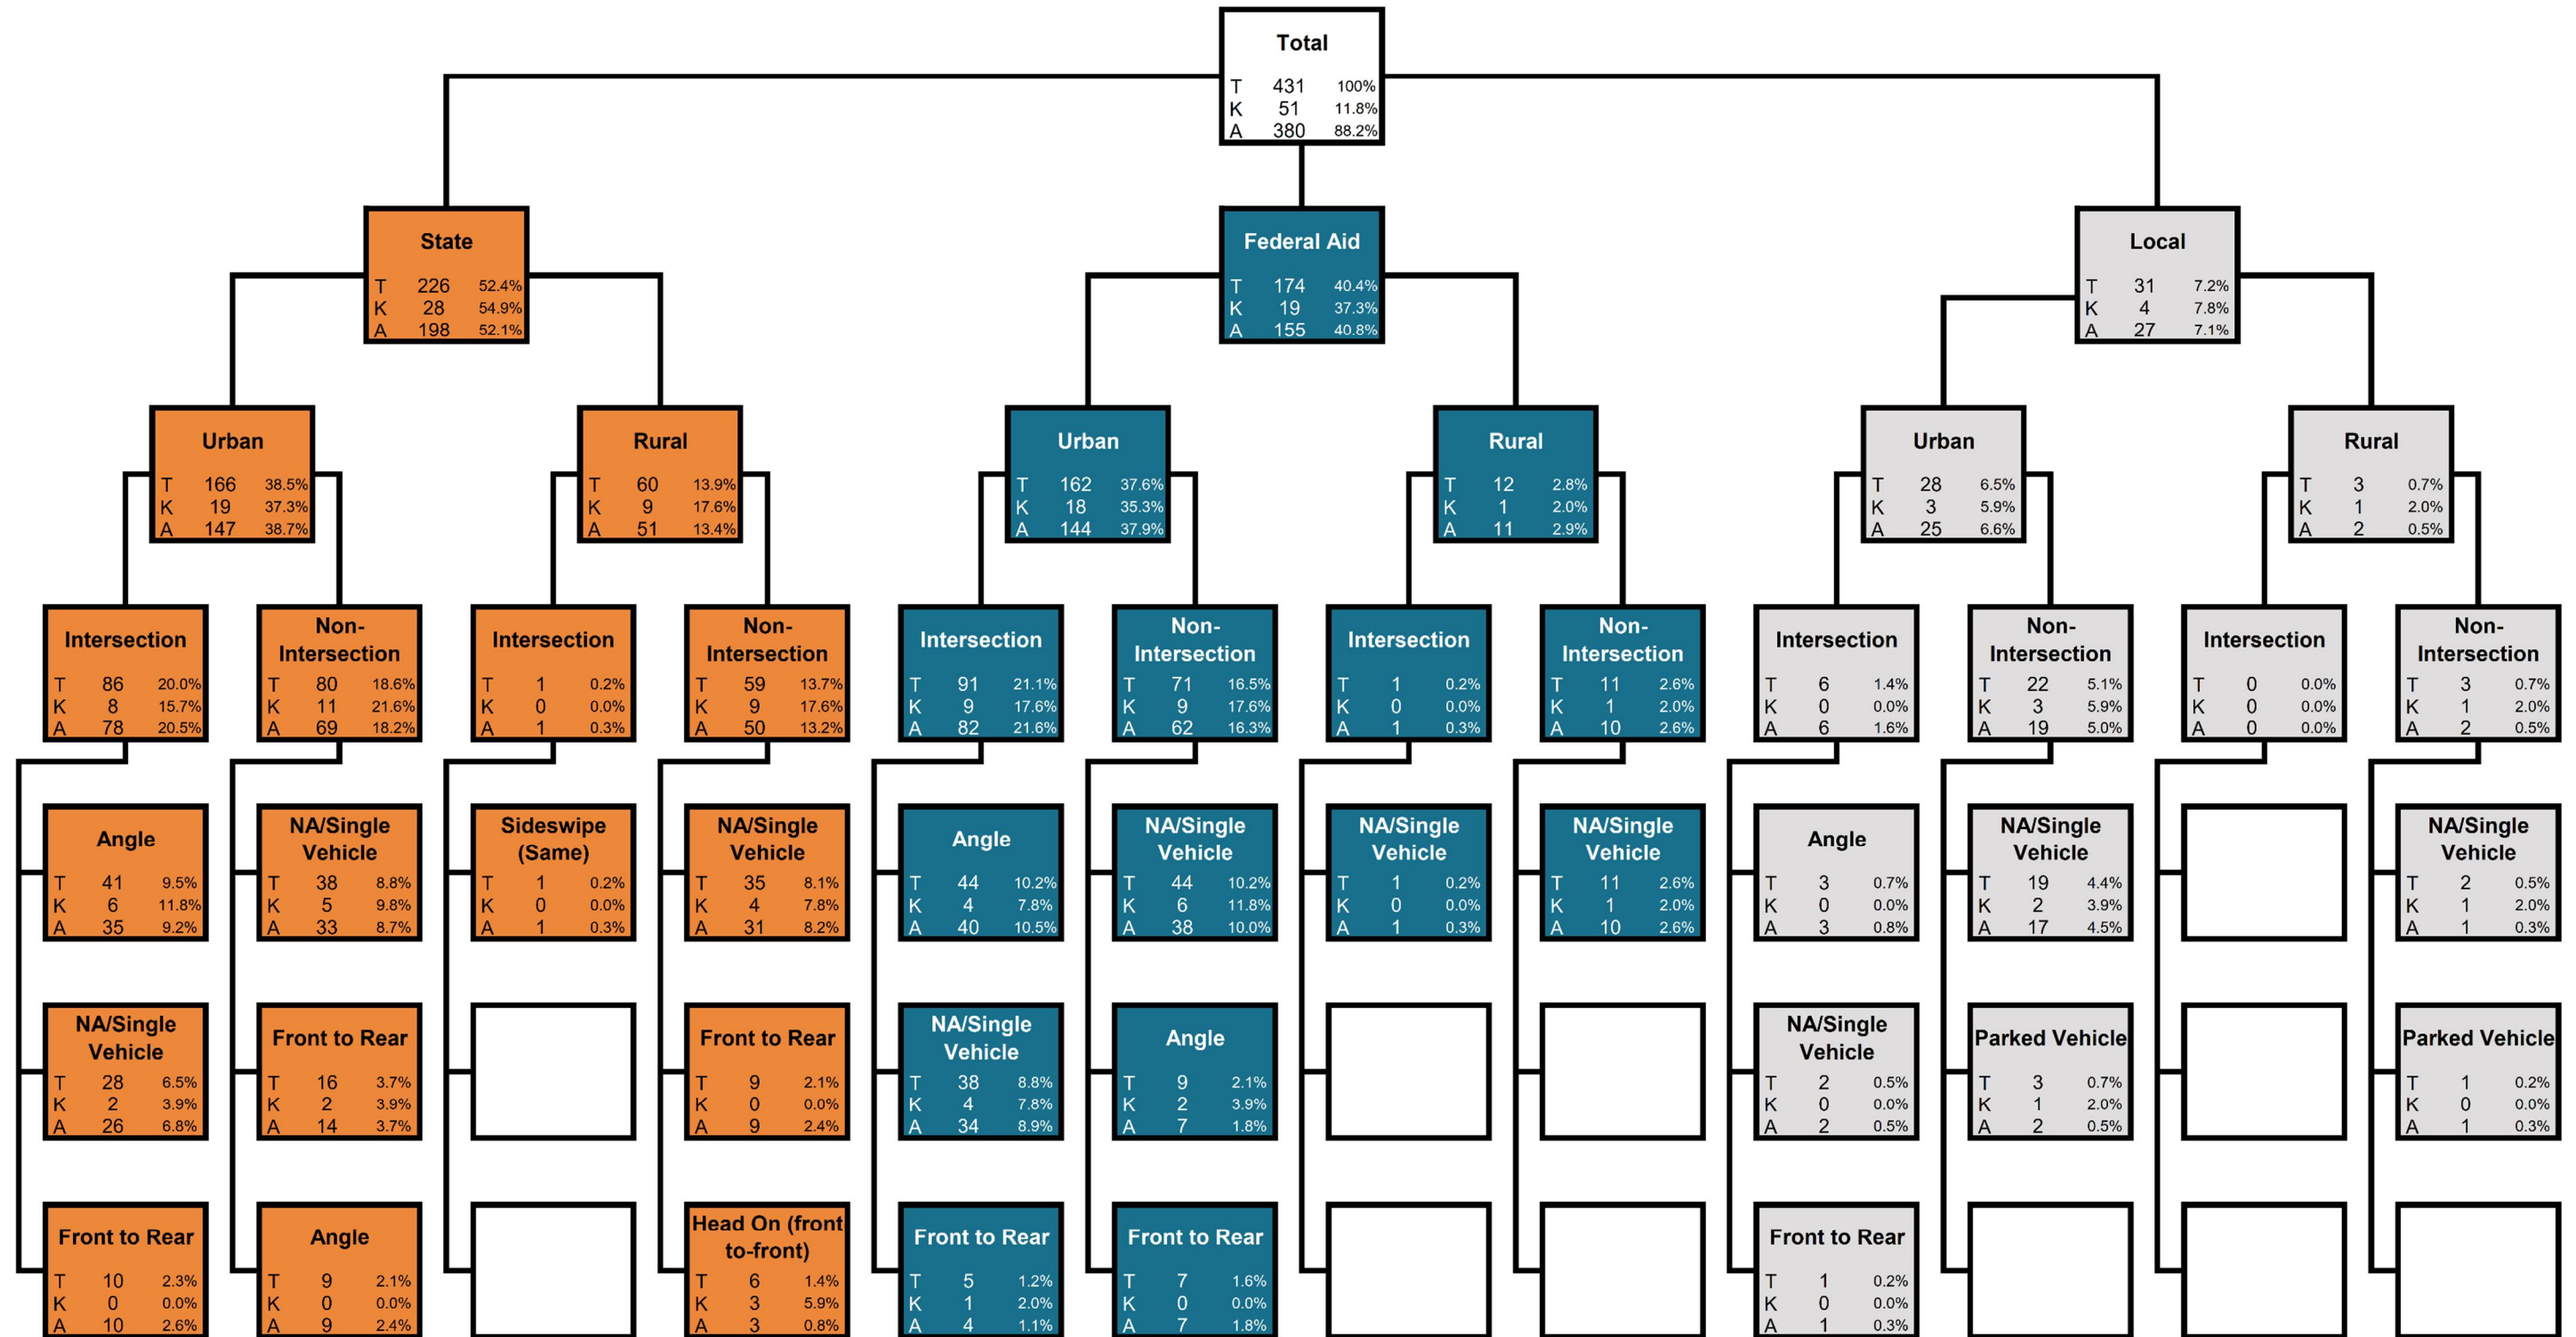 Total
T 431 100%
K 51 11.8%
A 380 88.2%
State
T 226 52.4%
K 28 54.9%
A 198 52.1%
Federal Aid
T 174 40.4%
K 19 37.3%
A 155 40.8%
Local
T 31 7.2%
K 4 7.8%
A 27 7.1%
Urban
T 166 38.5%
K 19 37.3%
A 147 38.7%
Rural
T 60 13.9%
K 9 17.6%
A 51 13.4%
Urban
T 162 37.6%
K 18 35.3%
A 144 37.9%
Rural
T 12 2.8%
K 1 2.0%
A 11 2.9%
Urban
T 28 6.5%
K 3 5.9%
A 25 6.6%
Rural
T 3 0.7%
K 1 2.0%
A 2 0.5%
Intersection
T 86 20.0%
K 8 15.7%
A 78 20.5%
Non-
Intersection
T 80 18.6%
K 11 21.6%
A 69 18.2%
Intersection
T 1 0.2%
K 0 0.0%
A 1 0.3%
Non-
Intersection
T 59 13.7%
K 9 17.6%
A 50 13.2%
Intersection
T 91 21.1%
K 9 17.6%
A 82 21.6%
Non-
Intersection
T 71 16.5%
K 9 17.6%
A 62 16.3%
Intersection
T 1 0.2%
K 0 0.0%
A 1 0.3%
Non-
Intersection
T 11 2.6%
K 1 2.0%
A 10 2.6%
Intersection
T 6 1.4%
K 0 0.0%
A 6 1.6%
Non-
Intersection
T 22 5.1%
K 3 5.9%
A 19 5.0%
Intersection
T 0 0.0%
K 0 0.0%
A 0 0.0%
Non-
Intersection
T 3 0.7%
K 1 2.0%
A 2 0.5%
Angle
T 41 9.5%
K 6 11.8%
A 35 9.2%
NA/Single
Vehicle
T 38 8.8%
K 5 9.8%
A 33 8.7%
Sideswipe
(Same)
T 1 0.2%
K 0 0.0%
A 1 0.3%
NA/Single
Vehicle
T 35 8.1%
K 4 7.8%
A 31 8.2%
Angle
T 44 10.2%
K 4 7.8%
A 40 10.5%
NA/Single
Vehicle
T 44 10.2%
K 6 11.8%
A 38 10.0%
NA/Single
Vehicle
T 1 0.2%
K 0 0.0%
A 1 0.3%
NA/Single
Vehicle
T 11 2.6%
K 1 2.0%
A 10 2.6%
Angle
T 3 0.7%
K 0 0.0%
A 3 0.8%
NA/Single
Vehicle
T 19 4.4%
K 2 3.9%
A 17 4.5%
NA/Single
Vehicle
T 2 0.5%
K 1 2.0%
A 1 0.3%
NA/Single
Vehicle
T 28 6.5%
K 2 3.9%
A 26 6.8%
Front to Rear
T 16 3.7%
K 2 3.9%
A 14 3.7%
Front to Rear
T 9 2.1%
K 0 0.0%
A 9 2.4%
NA/Single
Vehicle
T 38 8.8%
K 4 7.8%
A 34 8.9%
Angle
T 9 2.1%
K 2 3.9%
A 7 1.8%
NA/Single
Vehicle
T 2 0.5%
K 0 0.0%
A 2 0.5%
Parked Vehicle
T 3 0.7%
K 1 2.0%
A 2 0.5%
Parked Vehicle
T 1 0.2%
K 0 0.0%
A 1 0.3%
Front to Rear
T 10 2.3%
K 0 0.0%
A 10 2.6%
Angle
T 9 2.1%
K 0 0.0%
A 9 2.4%
Head On (front
to-front)
T 6 1.4%
K 3 5.9%
A 3 0.8%
Front to Rear
T 5 1.2%
K 1 2.0%
A 4 1.1%
Front to Rear
T 7 1.6%
K 0 0.0%
A 7 1.8%
Front to Rear
T 1 0.2%
K 0 0.0%
A 1 0.3%